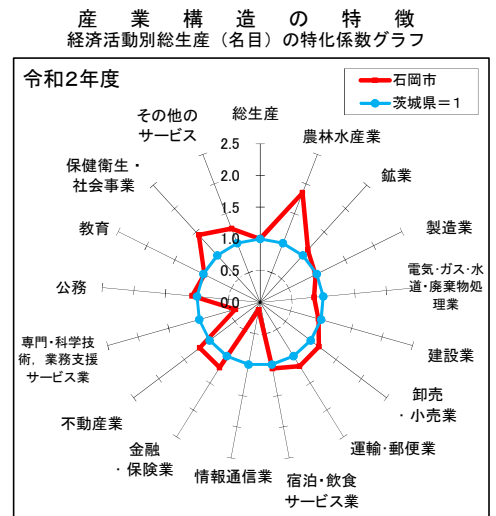 産業構造の特徴
経済活動別総生産（名目）の特化係数グラフ
令和2年度
石岡市
茨城県＝1
総生産
農林水産業
鉱業
製造業
電気･ガス･水
道･廃棄物処
理業
建設業
卸売
・小売業
運輸･郵便業
宿泊･飲食
サービス業
情報通信業
金融
・保険業
不動産業
専門・科学技
術，業務支援
サービス業
公務
教育
保健衛生・
社会事業
その他の
サービス
2.5
2.0
1.5
1.0
0.5
0.0